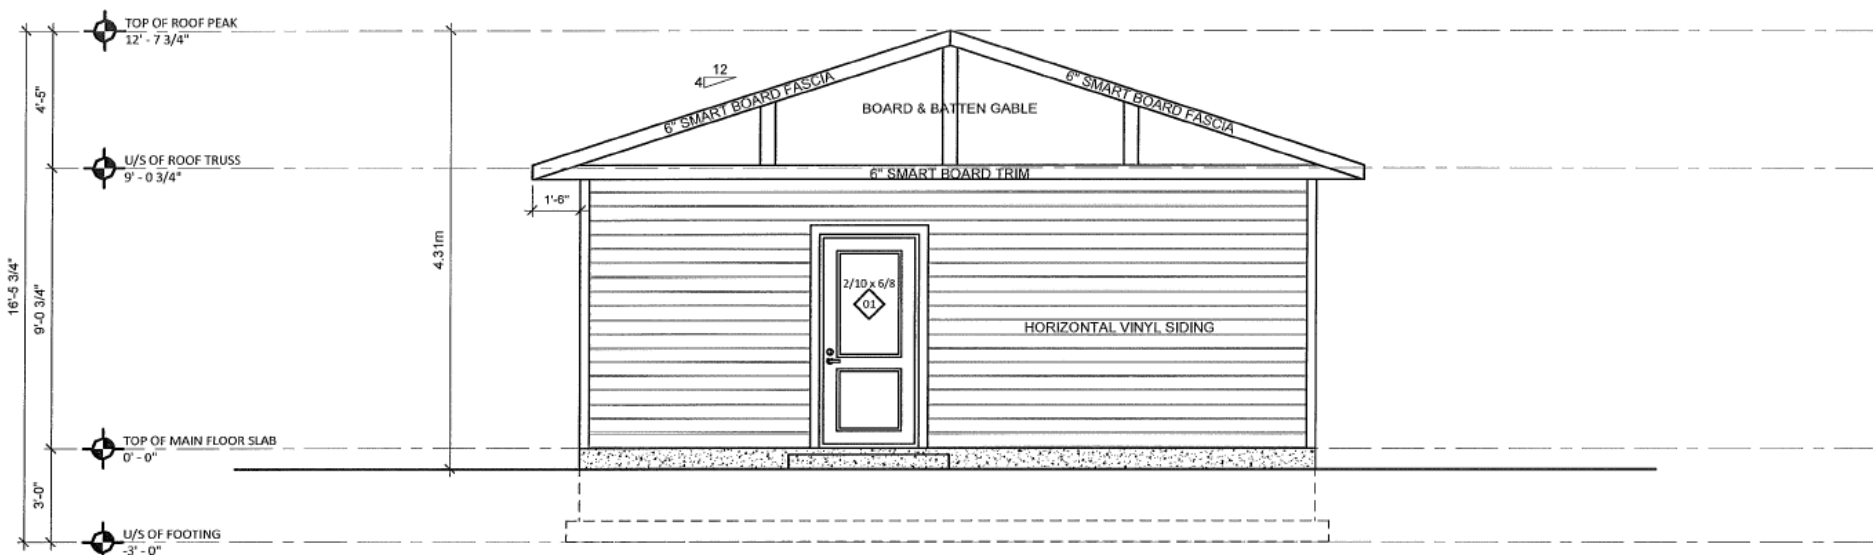 TOP OF ROOF PEAK
12' - 7 3/4"
4'-5"
12
4
6" SMART BOARD FASCIA
6" SMART BOARD FASCIA
BOARD & BATTEN GABLE
U/S OF ROOF TRUSS
9' - 0 3/4"
6" SMART BOARD TRIM
1'-6"
4.31m
16'-5 3/4"
9'-0 3/4"
2/10 x 6/8
01
HORIZONTAL VINYL SIDING
TOP OF MAIN FLOOR SLAB
0' - 0"
3'-0"
U/S OF FOOTING
-3' - 0"